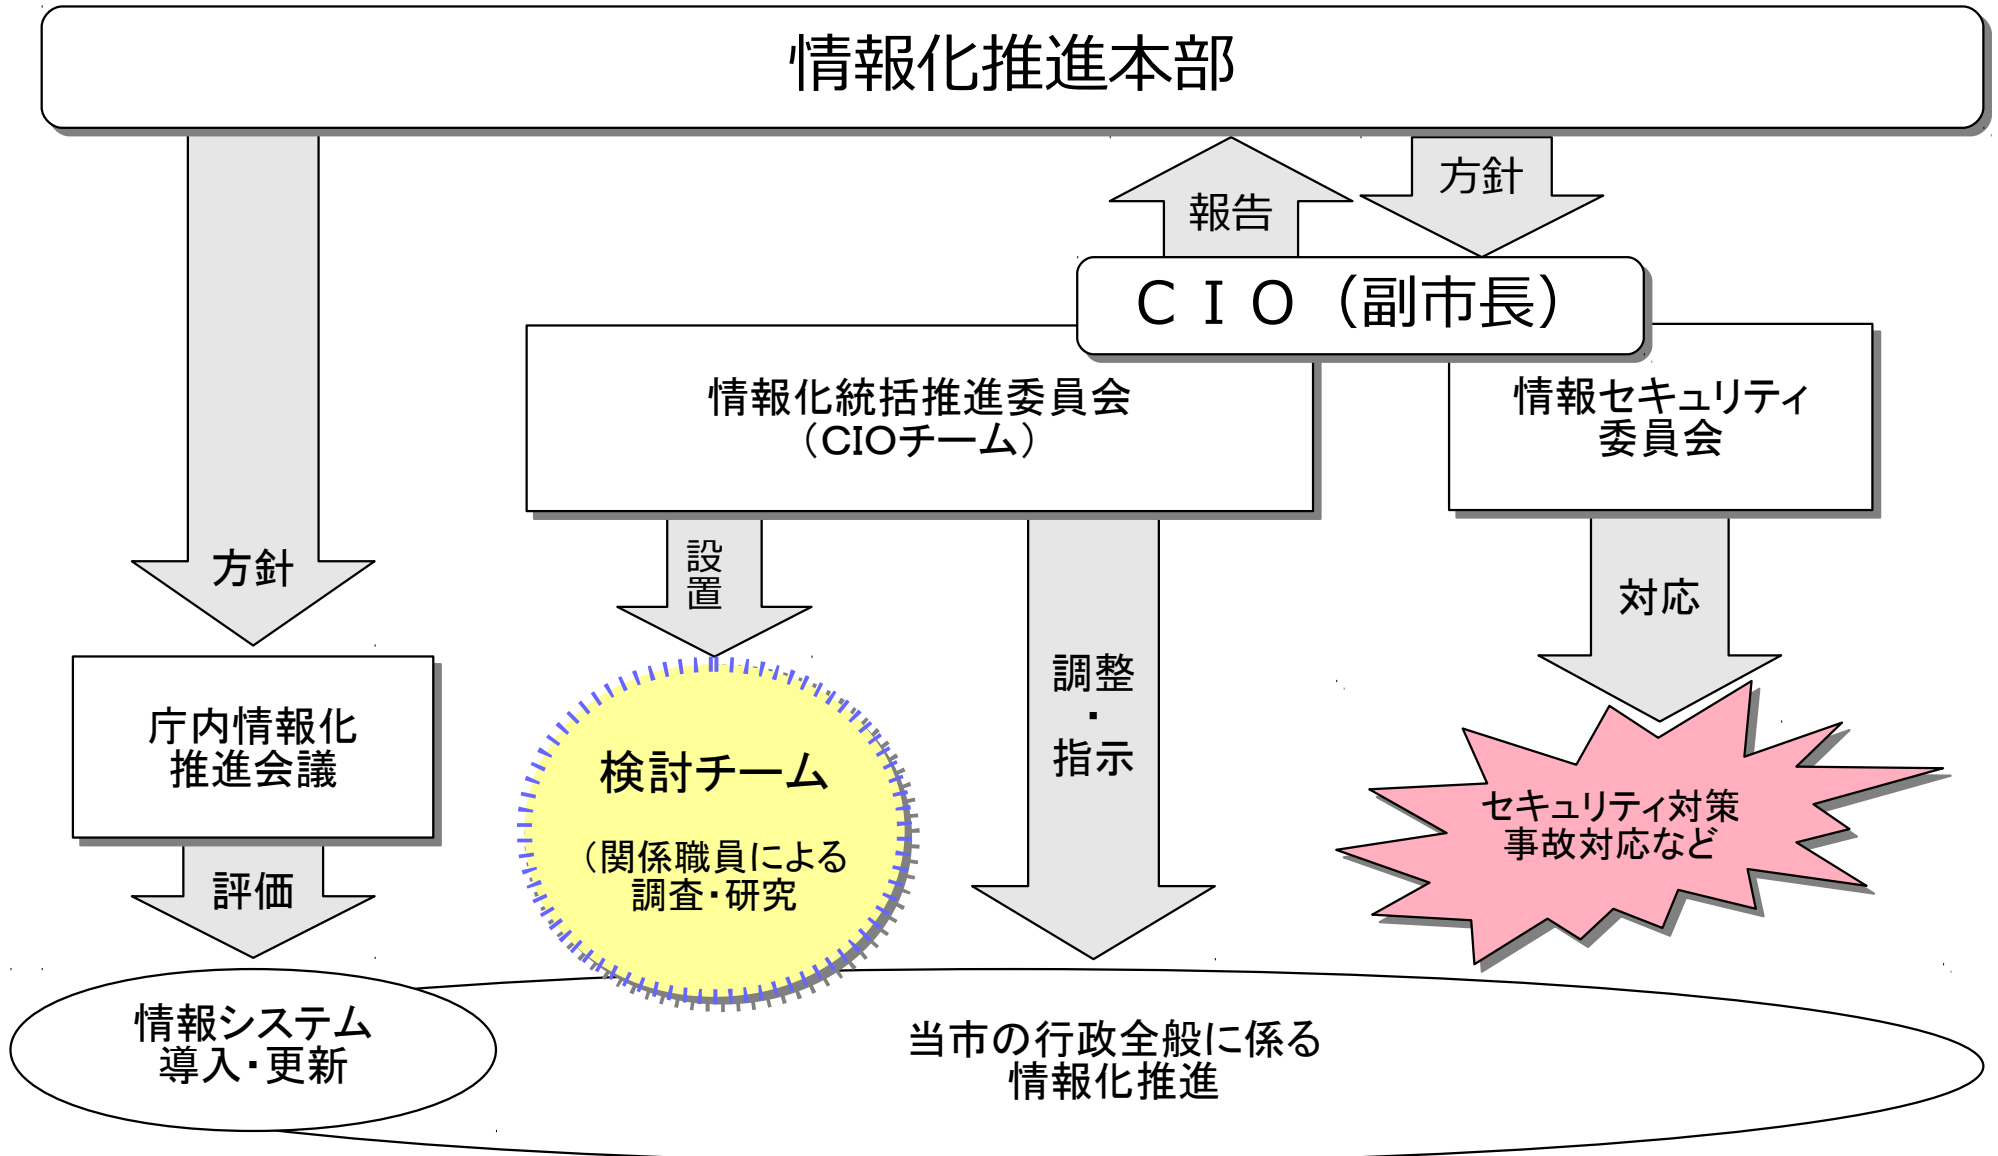 情報化推進本部
報告
方針
ＣＩＯ（副市長）
情報化統括推進委員会
（CIOチーム）
情報セキュリティ
委員会
方針
設
置
調整
・
指示
対応
庁内情報化
推進会議
検討チーム
（関係職員による
調査・研究
セキュリティ対策
事故対応など
評価
情報システム
導入・更新
当市の行政全般に係る
情報化推進